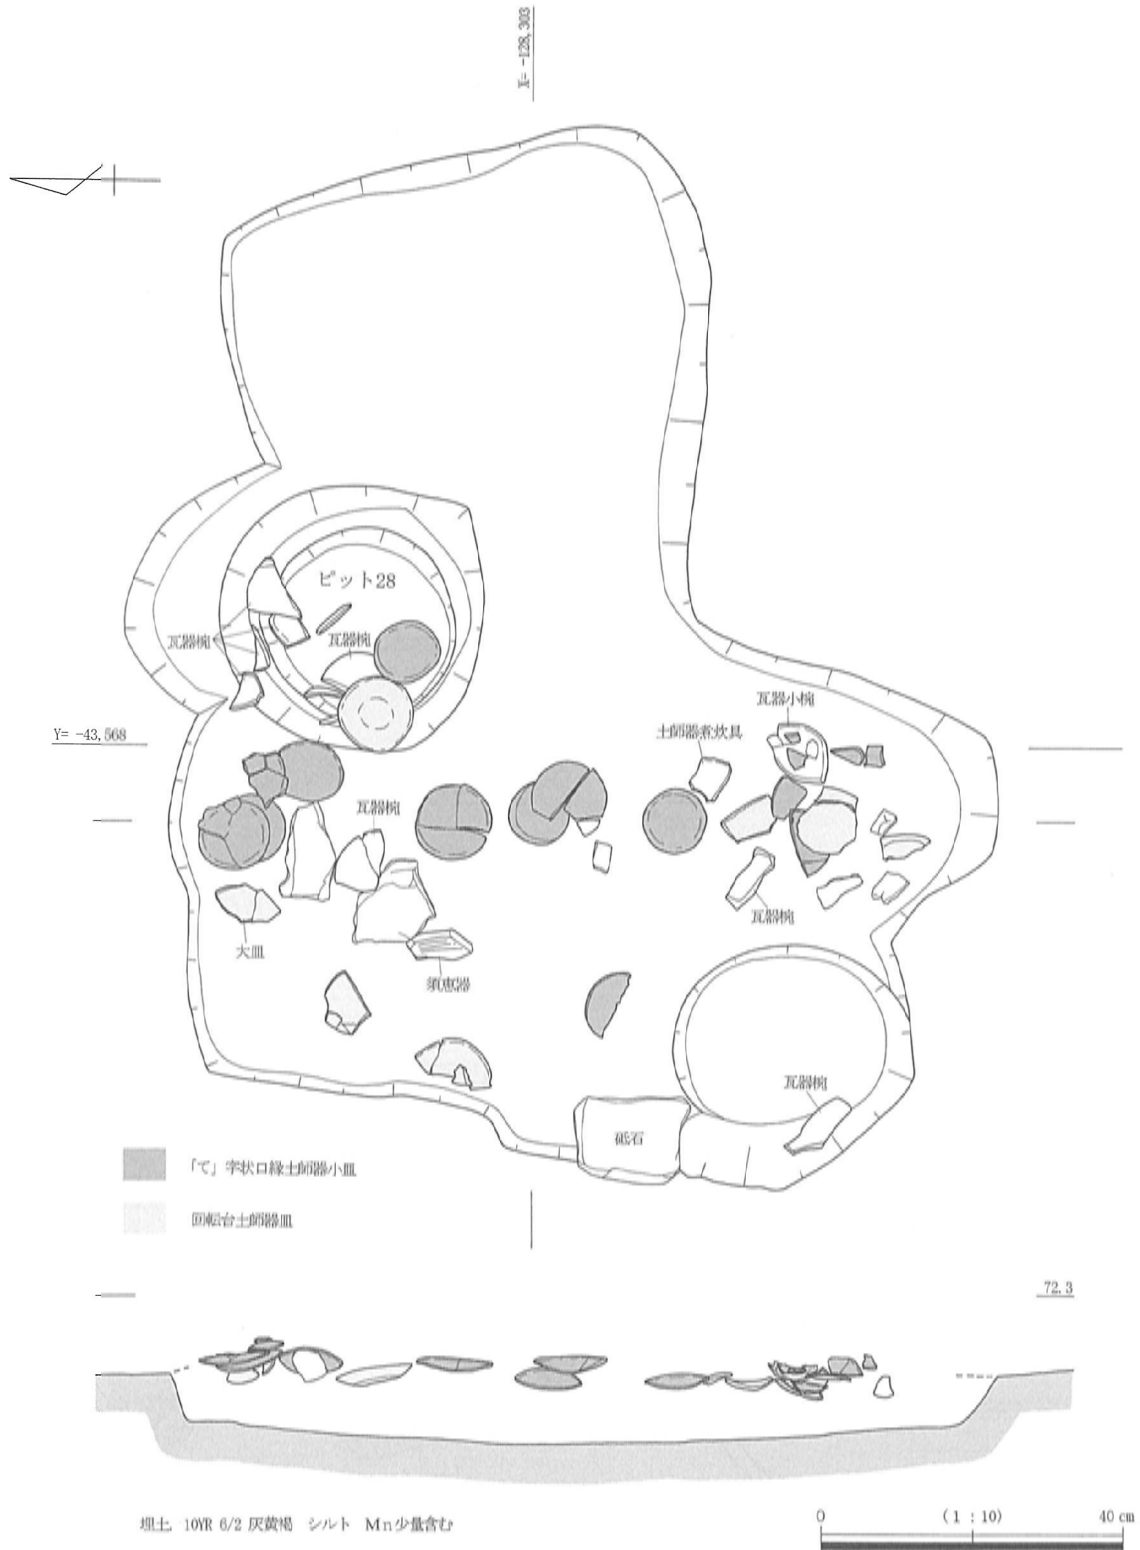 X= -128,303
ピット28
瓦器椀
瓦器椀
瓦器小椀
Y= -43,568
土師器煮炊具
瓦器椀
瓦器椀
大皿
須恵器
瓦器椀
砥石
「て」字状口縁土師器小皿
回転台土師器皿
72.3
埋土 10YR 6/2 灰黄褐 シルト Mn少量含む
0 (1:10) 40 cm